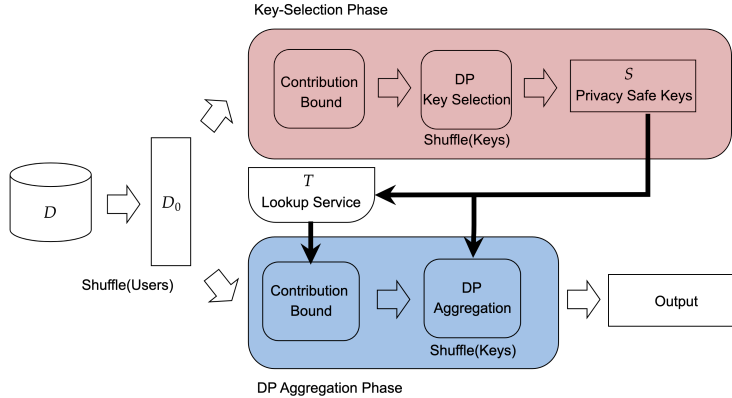 Key-Selection Phase
Contribution
Bound
DP
Key Selection
Shuffle(Keys)
S
Privacy Safe Keys
T
Lookup Service
D
D₀
Shuffle(Users)
Contribution
Bound
DP
Aggregation
Shuffle(Keys)
Output
DP Aggregation Phase